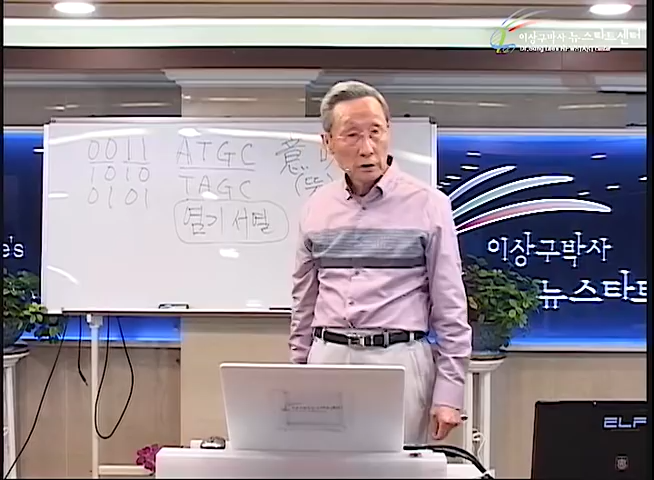 이상구박사 뉴스타트센터
0011
1010
0101
ATGC
TAGC
염기서열
意
(뜻)
이상구박사
뉴스타트
ELF
e's